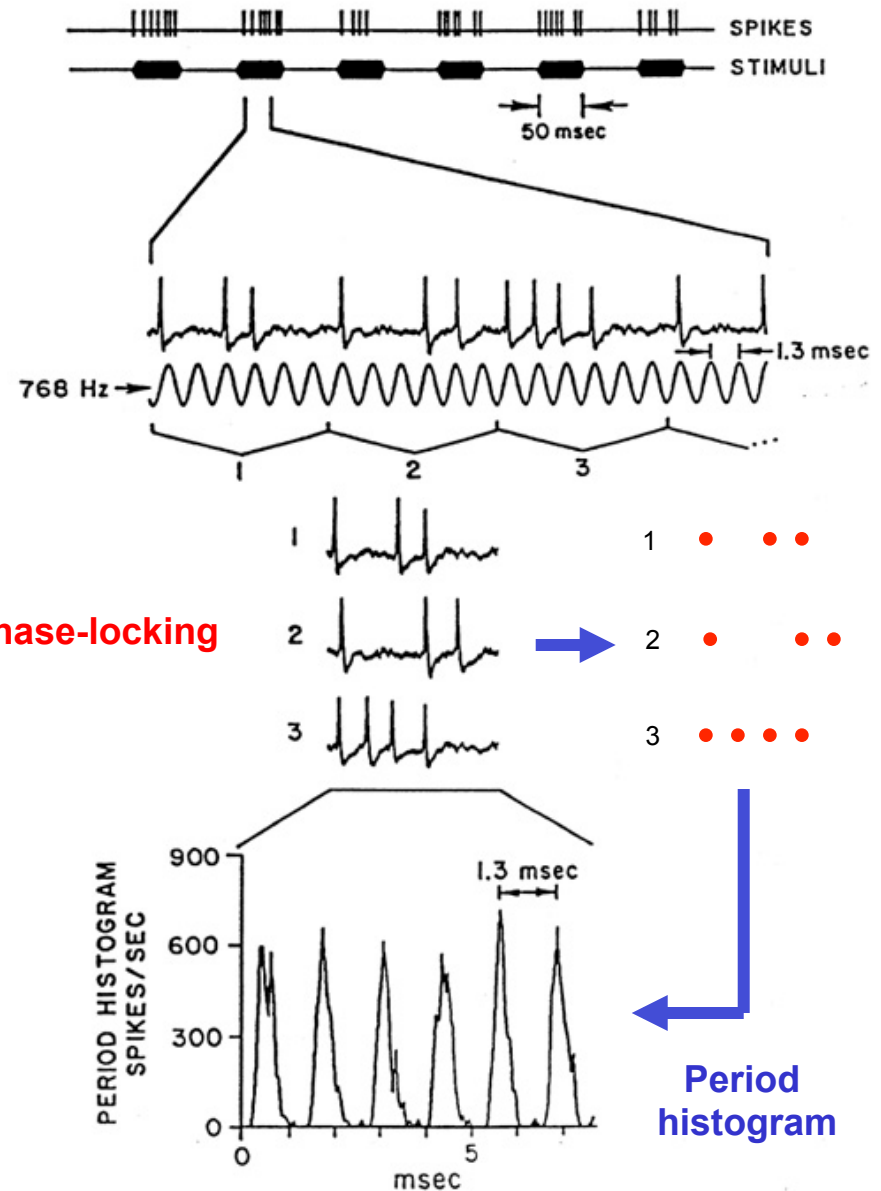 SPIKES
STIMULI
50 msec
1.3 msec
768 Hz
1 2 3 ...
1
1
2
2
3
3
-locking
900
600
300
0
PERIOD HISTOGRAM
SPIKES/SEC
1.3 msec
0 5
msec
Period
histogram